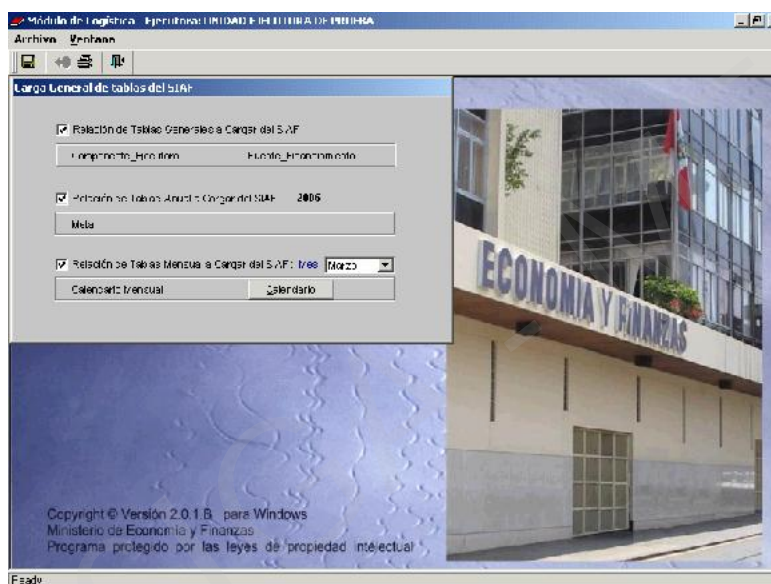 Módulo de Logística - Ejecutora: UNIDAD EJECUTORA DE PRUEBA
Archivo Ventana
Carga General de tablas del SIAF
Relación de Tablas Generales a Cargar del SIAF
Componente_Ejecutora Fuente_Financiamiento
Relación de Tablas Anual a Cargar del SIAF 2006
Meta
Relación de Tablas Mensual a Cargar del SIAF : Mes Marzo
Calendario Mensual Calendario
ECONOMIA Y FINANZAS
Copyright © Versión 2.0.1.B para Windows
Ministerio de Economía y Finanzas
Programa protegido por las leyes de propiedad intelectual
Ready